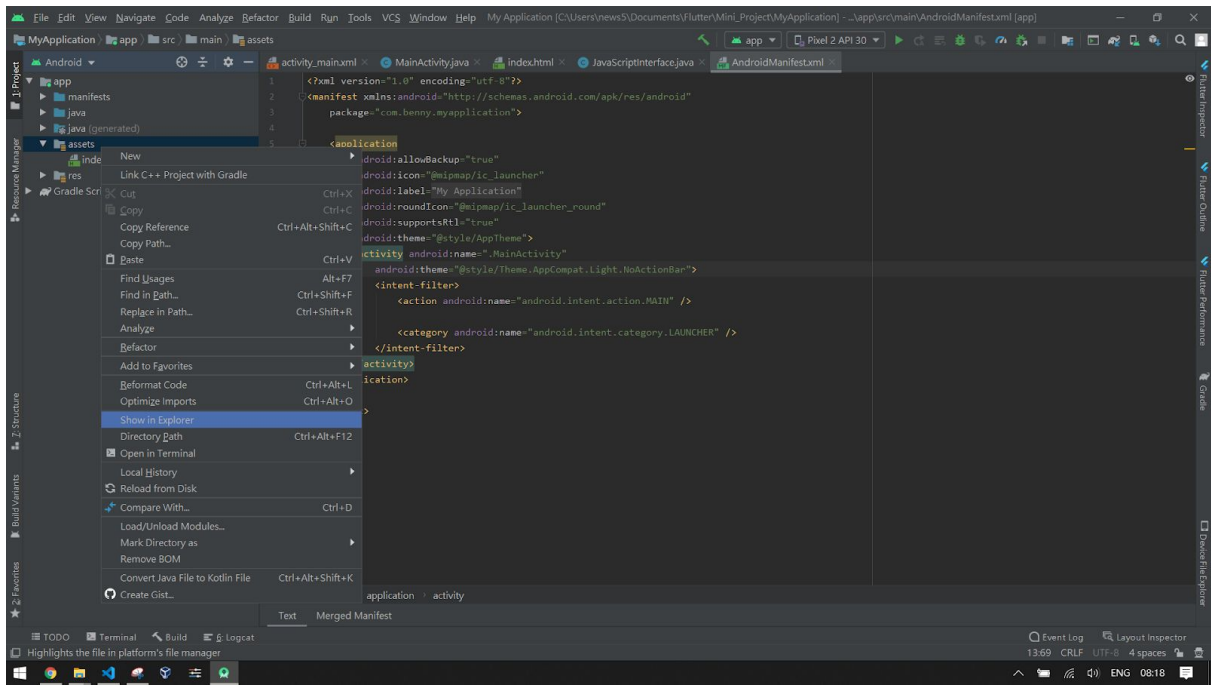 File Edit View Navigate Code Analyze Refactor Build Run Tools VCS Window Help My Application [C:\Users\news5\Documents\Flutter\Mini_Project\MyApplication] - ...\app\src\main\AndroidManifest.xml [app]
MyApplication app src main assets
app Pixel 2 API 30
Android
activity_main.xml MainActivity.java index.html JavaScriptInterface.java AndroidManifest.xml
1: Project
Resource Manager
Z: Structure
Build Variants
2: Favorites
app
manifests
java
java (generated)
assets
inde
res
Gradle Scri
New
Link C++ Project with Gradle
Cut Ctrl+X
Copy Ctrl+C
Copy Reference Ctrl+Alt+Shift+C
Copy Path...
Paste Ctrl+V
Find Usages Alt+F7
Find in Path... Ctrl+Shift+F
Replace in Path... Ctrl+Shift+R
Analyze
Refactor
Add to Favorites
Reformat Code Ctrl+Alt+L
Optimize Imports Ctrl+Alt+O
Show in Explorer
Directory Path Ctrl+Alt+F12
Open in Terminal
Local History
Reload from Disk
Compare With... Ctrl+D
Load/Unload Modules...
Mark Directory as
Remove BOM
Convert Java File to Kotlin File Ctrl+Alt+Shift+K
Create Gist...
1 <?xml version="1.0" encoding="utf-8"?>
2 <manifest xmlns:android="http://schemas.android.com/apk/res/android"
3 package="com.benny.myapplication">
4
5 <application
droid:allowBackup="true"
droid:icon="@mipmap/ic_launcher"
droid:label="My Application"
droid:roundIcon="@mipmap/ic_launcher_round"
droid:supportsRtl="true"
droid:theme="@style/AppTheme">
ctivity android:name=".MainActivity"
android:theme="@style/Theme.AppCompat.Light.NoActionBar">
<intent-filter>
<action android:name="android.intent.action.MAIN" />
<category android:name="android.intent.category.LAUNCHER" />
</intent-filter>
activity>
ication>
>
application › activity
Text Merged Manifest
Flutter Inspector
Flutter Outline
Flutter Performance
Gradle
Device File Explorer
TODO Terminal Build 6: Logcat Event Log Layout Inspector
Highlights the file in platform's file manager 13:69 CRLF UTF-8 4 spaces
ENG 08:18